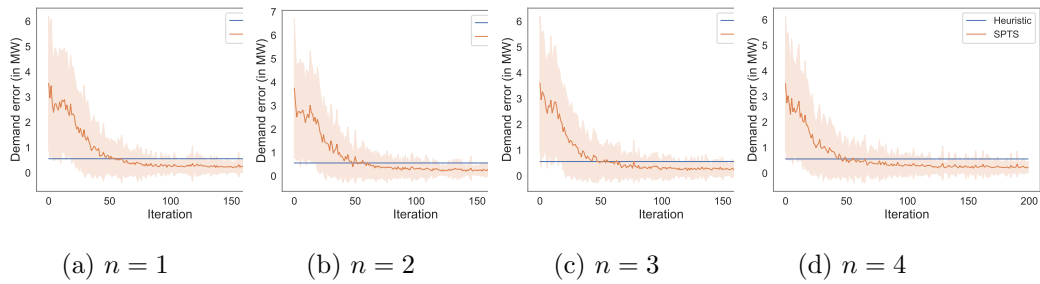 7
6
6
6
6
Heuristic
SPTS
5
5
5
5
4
4
4
4
3
3
3
3
2
2
2
2
1
1
1
1
0
0
0
0
Demand error (in MW)
Demand error (in MW)
Demand error (in MW)
Demand error (in MW)
0 50 100 150
0 50 100 150
0 50 100 150
0 50 100 150 200
Iteration
Iteration
Iteration
Iteration
(a) n = 1
(b) n = 2
(c) n = 3
(d) n = 4